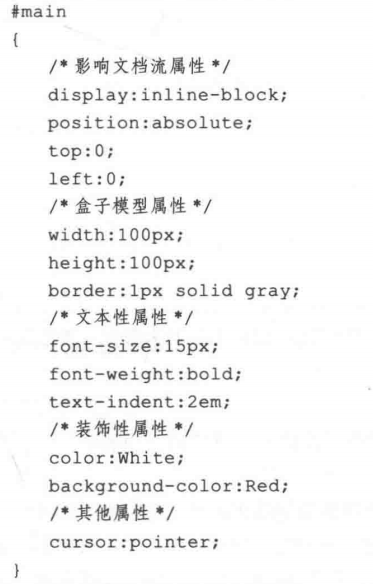 #main
{
/*影响文档流属性*/
display:inline-block;
position:absolute;
top:0;
left:0;
/*盒子模型属性*/
width:100px;
height:100px;
border:1px solid gray;
/*文本性属性*/
font-size:15px;
font-weight:bold;
text-indent:2em;
/*装饰性属性*/
color:White;
background-color:Red;
/*其他属性*/
cursor:pointer;
}